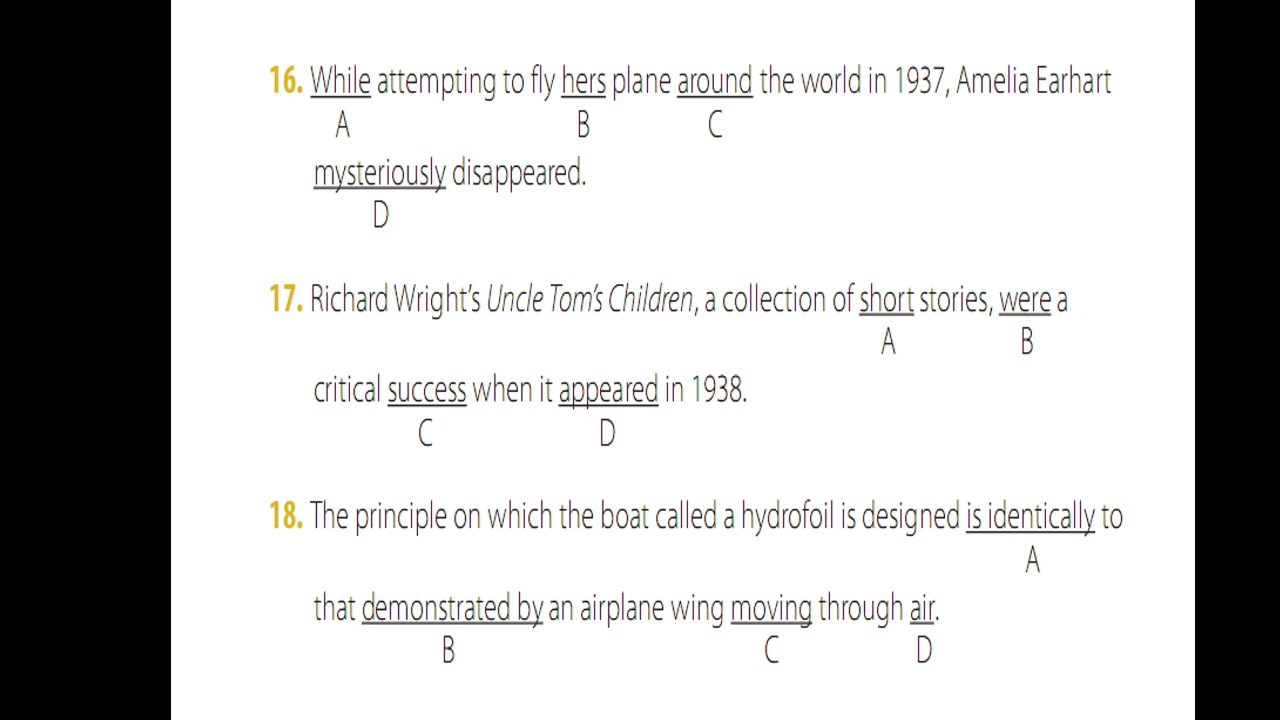 16. While attempting to fly hers plane around the world in 1937, Amelia Earhart
A B C
mysteriously disappeared.
D
17. Richard Wright's Uncle Tom's Children, a collection of short stories, were a
A B
critical success when it appeared in 1938.
C D
18. The principle on which the boat called a hydrofoil is designed is identically to
A
that demonstrated by an airplane wing moving through air.
B C D